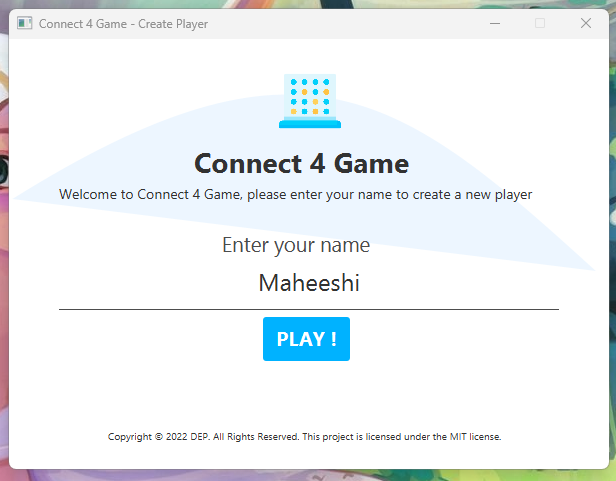 Connect 4 Game - Create Player
Connect 4 Game
Welcome to Connect 4 Game, please enter your name to create a new player
Enter your name
Maheeshi
PLAY !
Copyright © 2022 DEP. All Rights Reserved. This project is licensed under the MIT license.